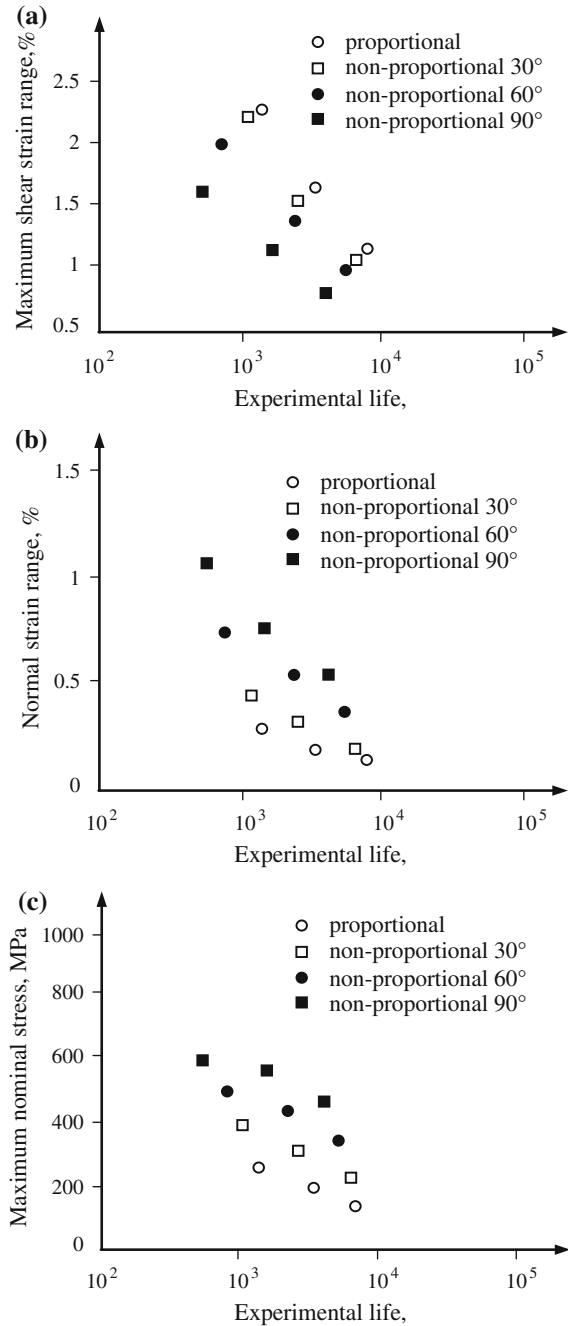 (a)
Maximum shear strain range,%
2.5
2
1.5
1
0.5
proportional
non-proportional 30°
non-proportional 60°
non-proportional 90°
10²
10³
10⁴
10⁵
Experimental life,
(b)
Normal strain range, %
1.5
1
0.5
0
proportional
non-proportional 30°
non-proportional 60°
non-proportional 90°
10²
10³
10⁴
10⁵
Experimental life,
(c)
Maximum nominal stress, MPa
1000
800
600
400
200
0
proportional
non-proportional 30°
non-proportional 60°
non-proportional 90°
10²
10³
10⁴
10⁵
Experimental life,